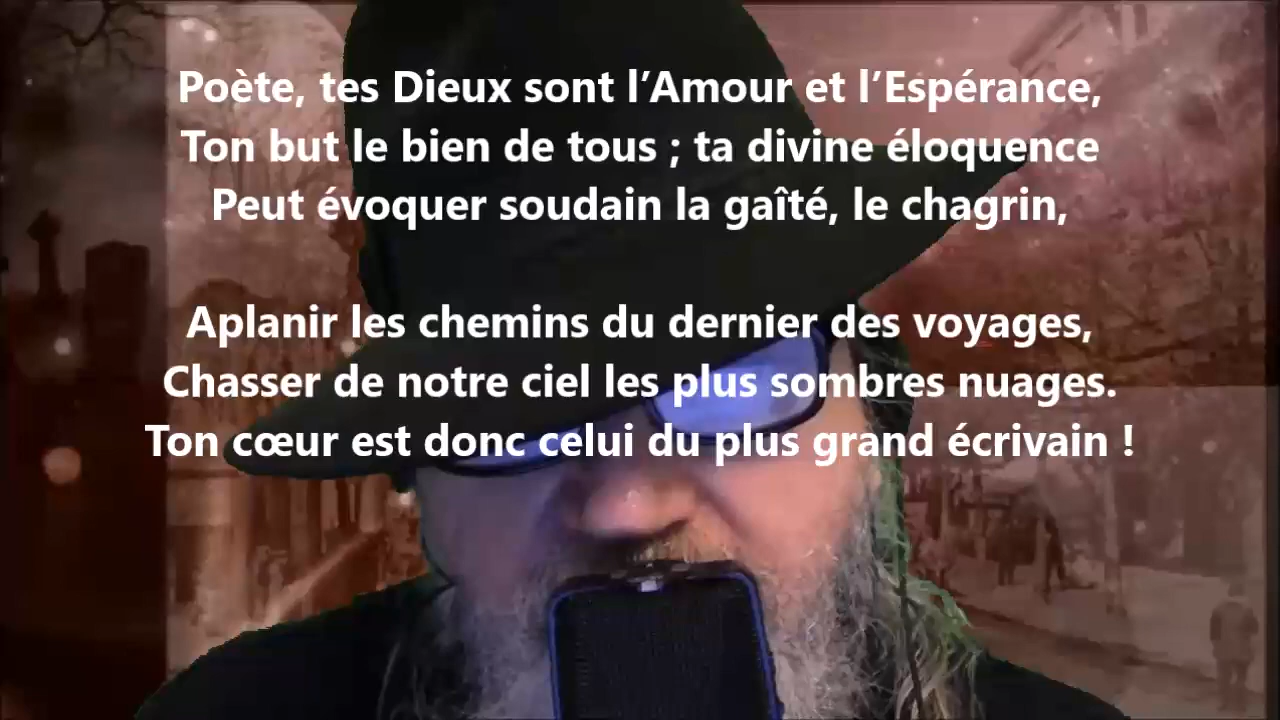 Poète, tes Dieux sont l’Amour et l’Espérance,
Ton but le bien de tous ; ta divine éloquence
Peut évoquer soudain la gaîté, le chagrin,
Aplanir les chemins du dernier des voyages,
Chasser de notre ciel les plus sombres nuages.
Ton cœur est donc celui du plus grand écrivain !